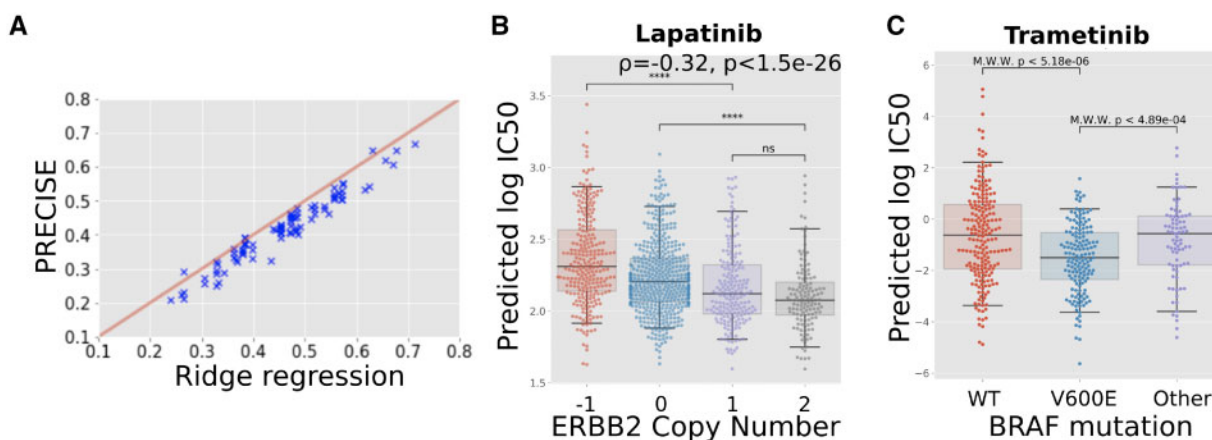 A
0.8
0.7
0.6
0.5
0.4
0.3
0.2
0.1
PRECISE
0.1 0.2 0.3 0.4 0.5 0.6 0.7 0.8
Ridge regression
B
Lapatinib
ρ=-0.32, p<1.5e-26
****
****
ns
3.5
3.0
2.5
2.0
1.5
Predicted log IC50
-1 0 1 2
ERBB2 Copy Number
C
Trametinib
M.W.W. p < 5.18e-06
M.W.W. p < 4.89e-04
6
4
2
0
−2
−4
−6
Predicted log IC50
WT V600E Other
BRAF mutation